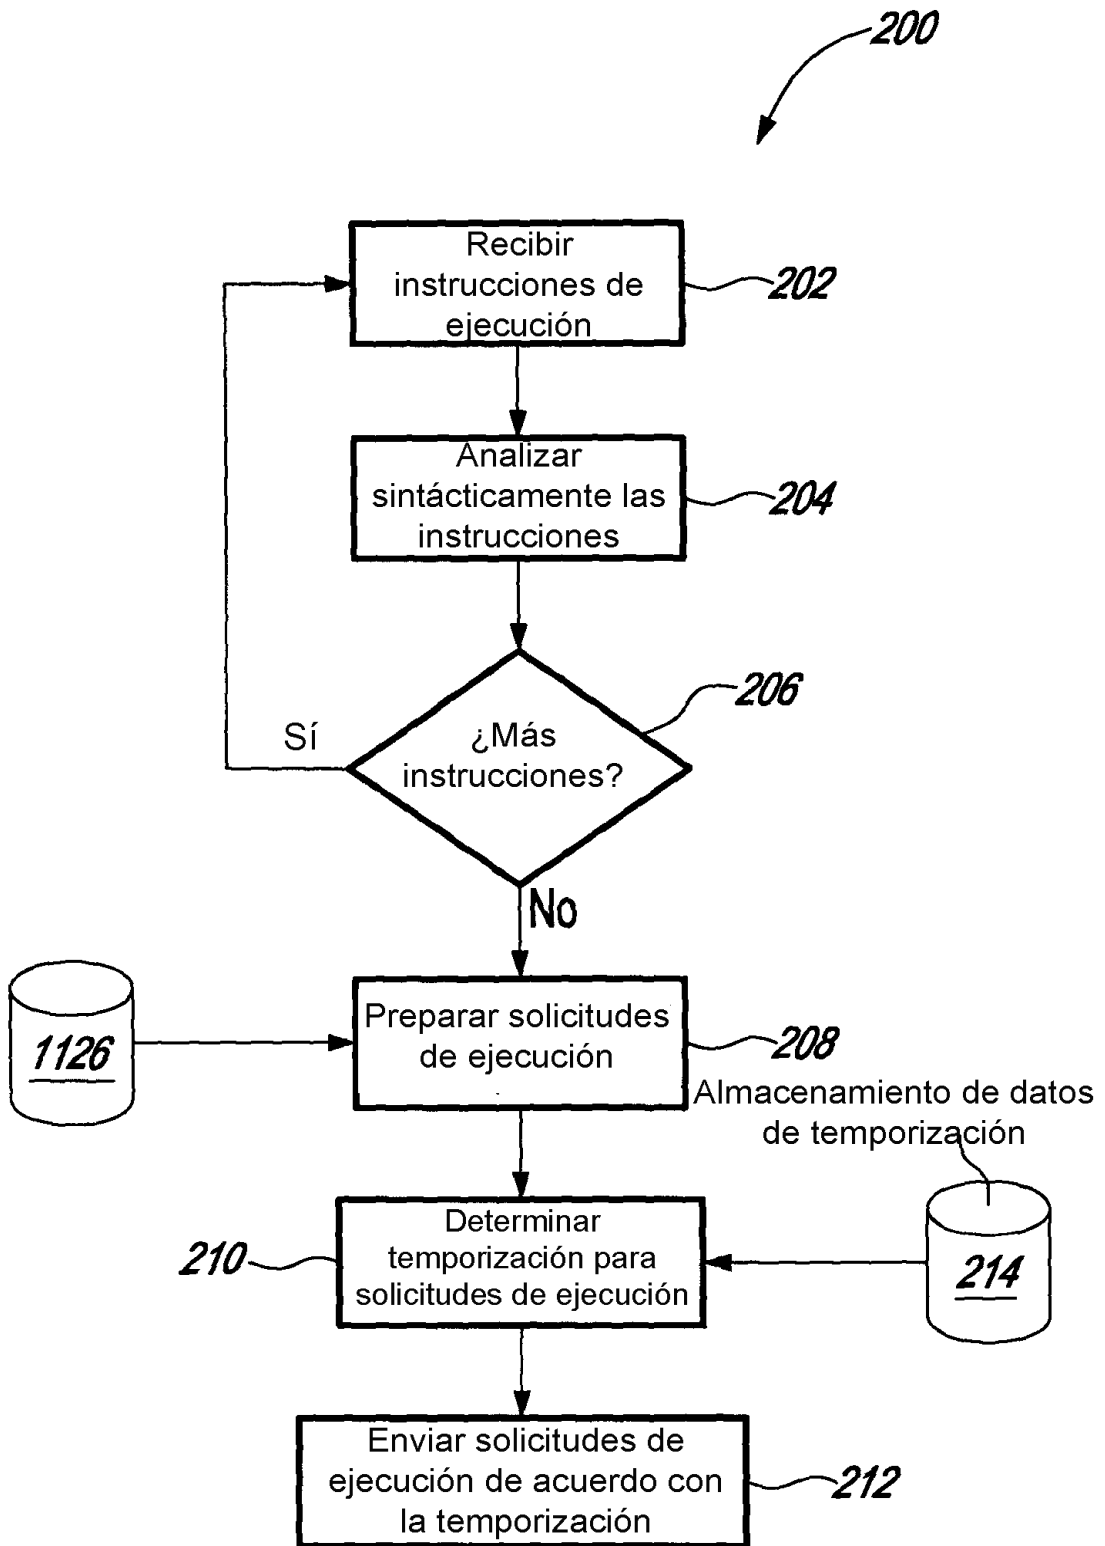 200
Recibir
instrucciones de
ejecución
202
Analizar
sintácticamente las
instrucciones
204
206
¿Más
instrucciones?
Sí
No
1126
Preparar solicitudes
de ejecución
208
Almacenamiento de datos
de temporización
Determinar
temporización para
solicitudes de ejecución
210
214
Enviar solicitudes de
ejecución de acuerdo con
la temporización
212